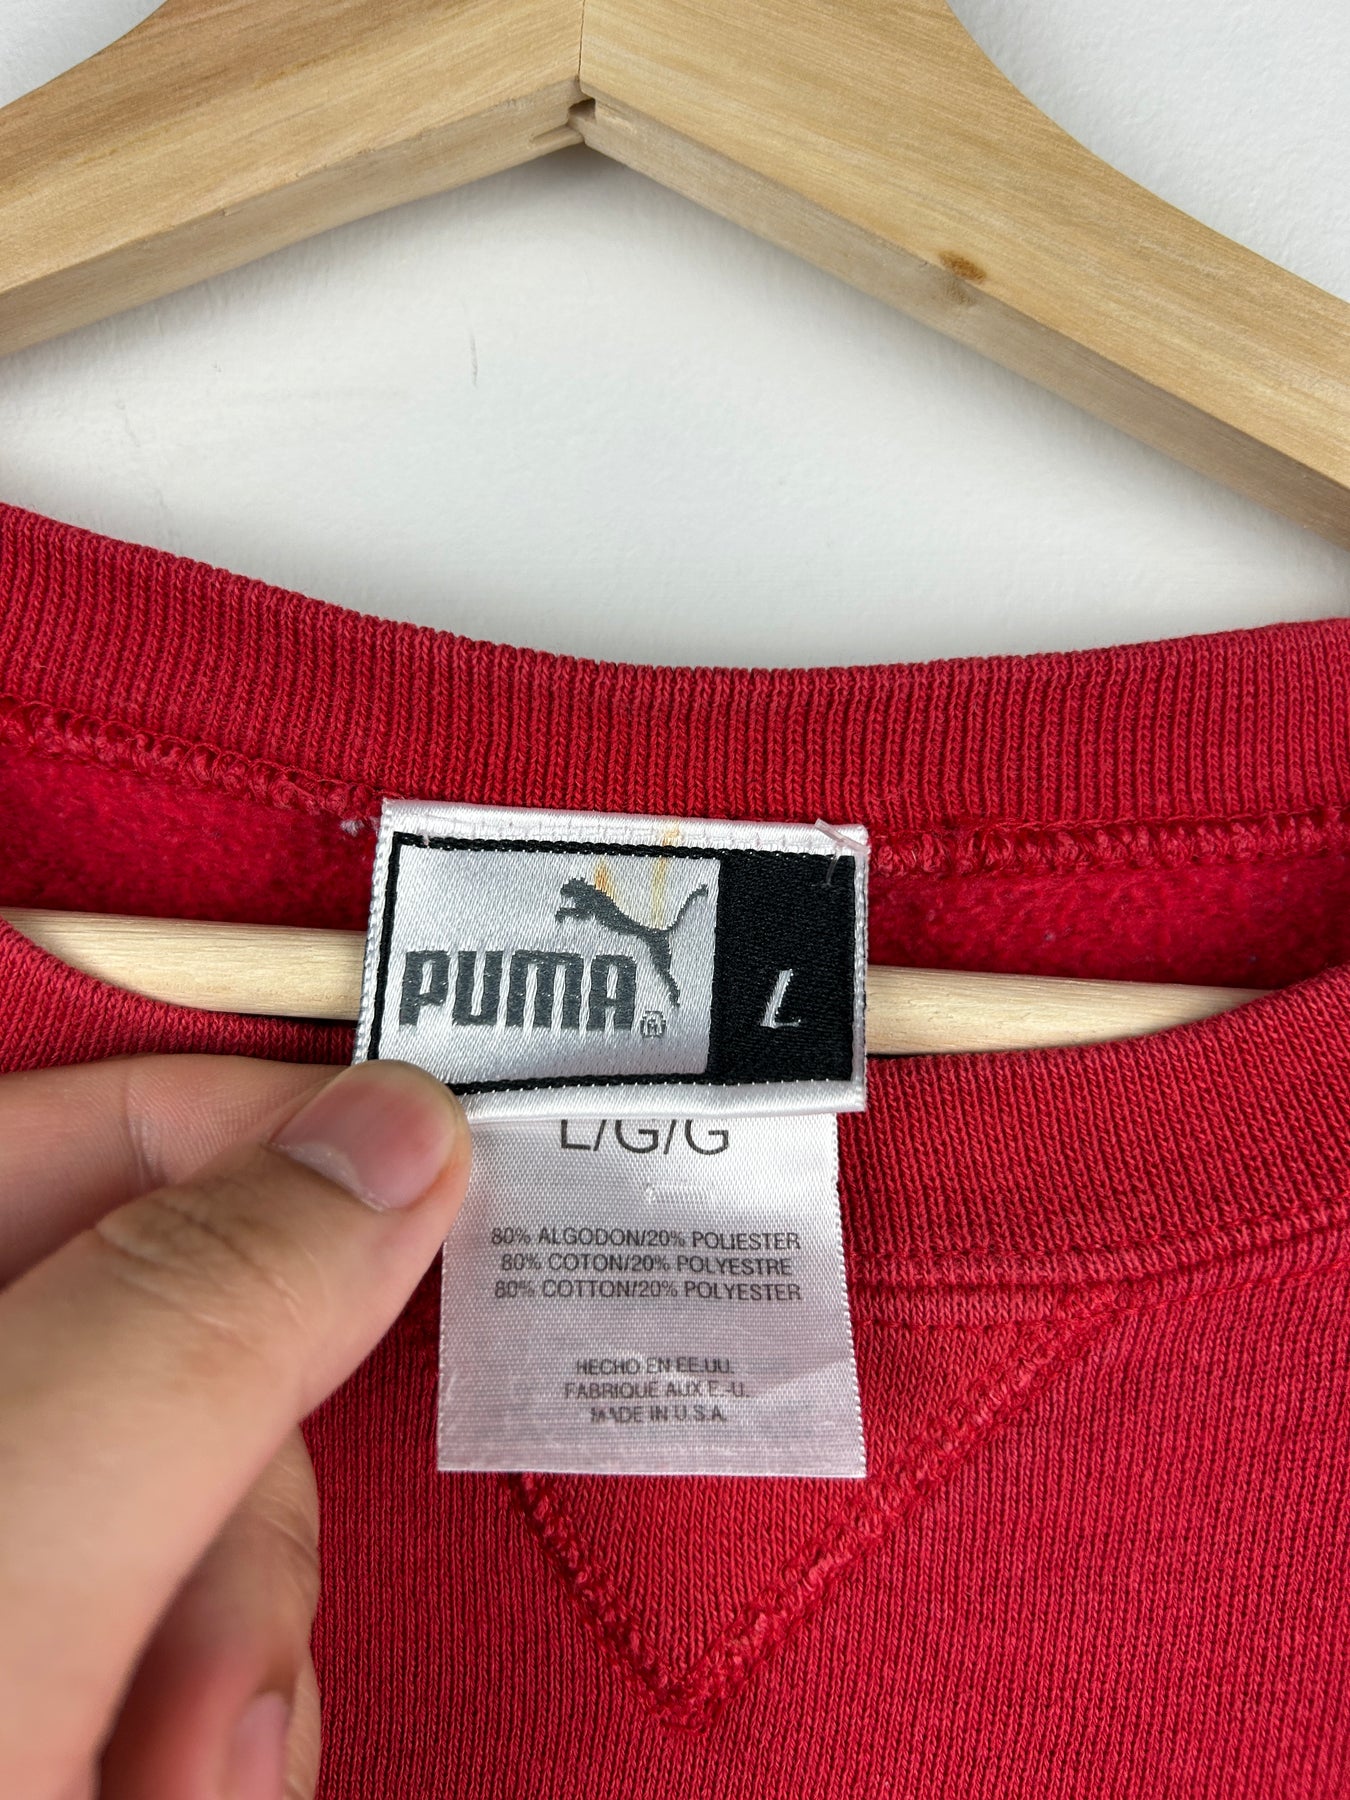 PUMA® L
L/G/G
80% ALGODON/20% POLIESTER
80% COTON/20% POLYESTRE
80% COTTON/20% POLYESTER
HECHO EN EE.UU.
FABRIQUE AUX E.-U.
MADE IN U.S.A.